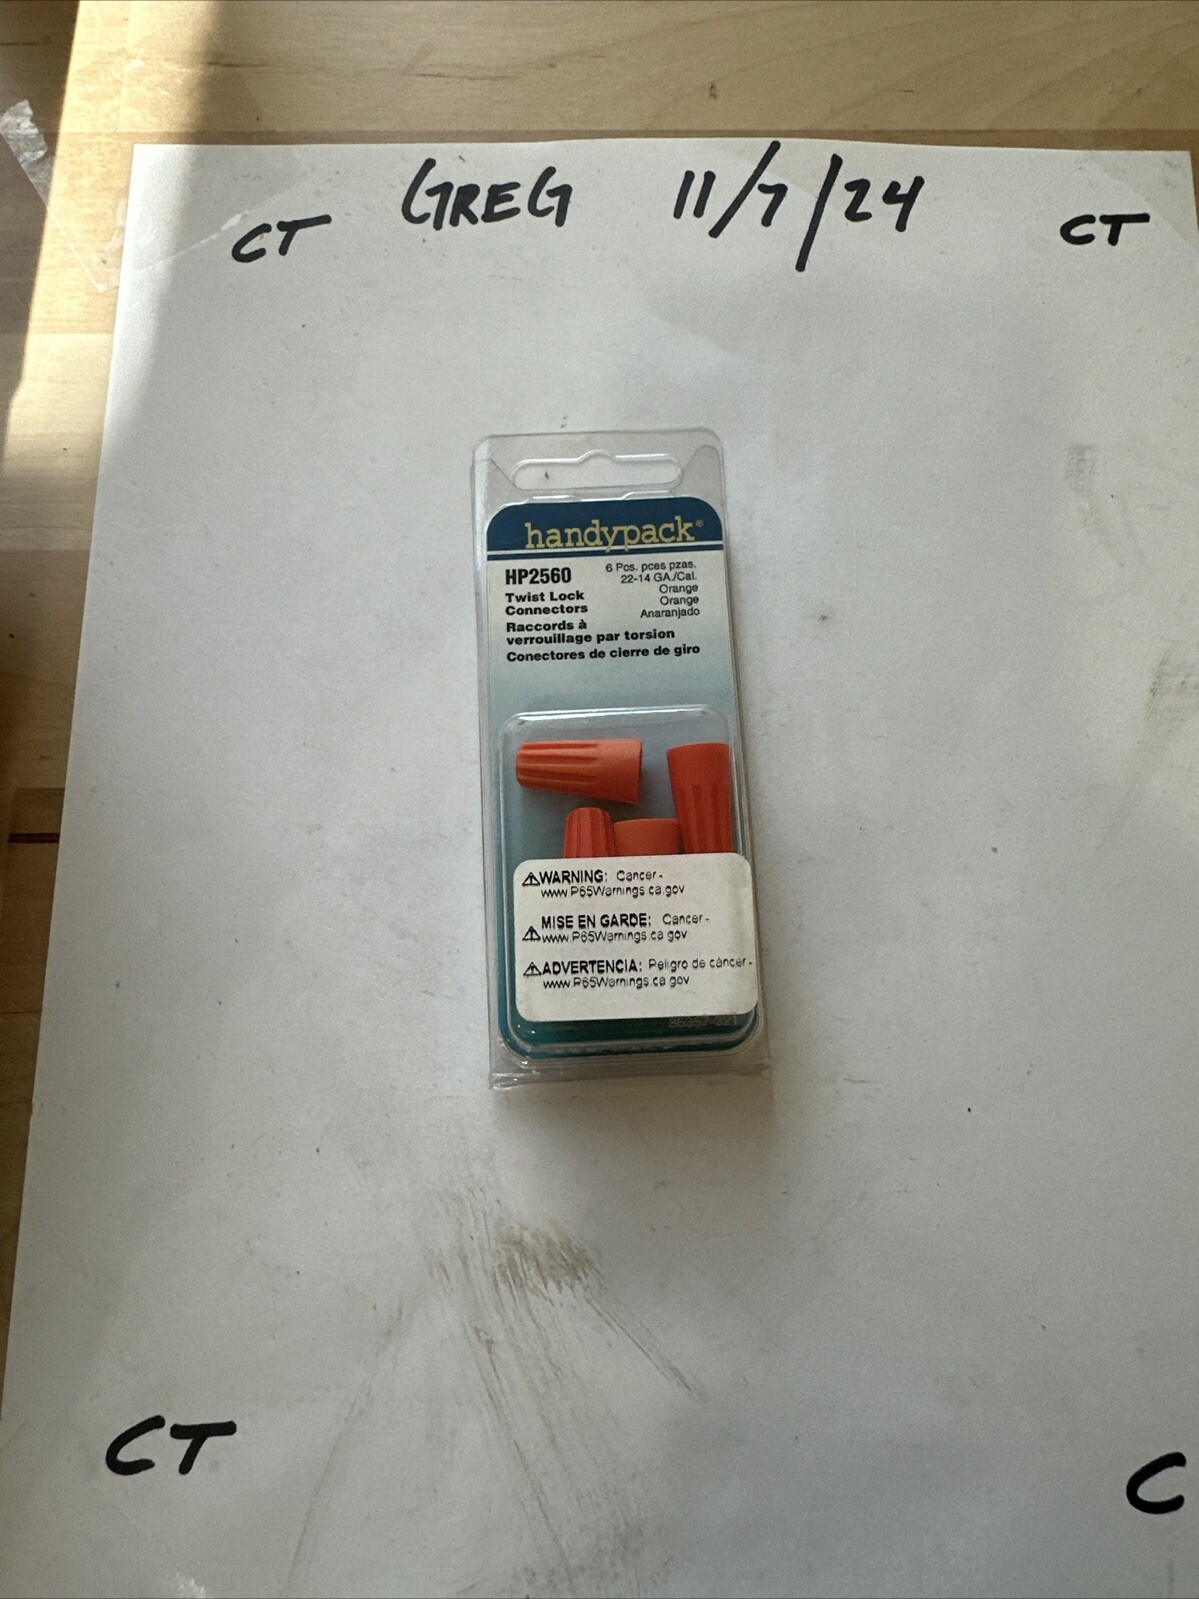 GREG 11/7/24
CT CT
handypack®
HP2560
Twist Lock
Connectors
Raccords à
verrouillage par torsion
Conectores de cierre de giro
6 Pcs. pces pzas.
22-14 GA./Cal.
Orange
Orange
Anaranjado
⚠WARNING: Cancer -
www.P65Warnings.ca.gov
⚠MISE EN GARDE: Cancer -
www.P65Warnings.ca.gov
⚠ADVERTENCIA: Peligro de cáncer -
www.P65Warnings.ca.gov
CT
C